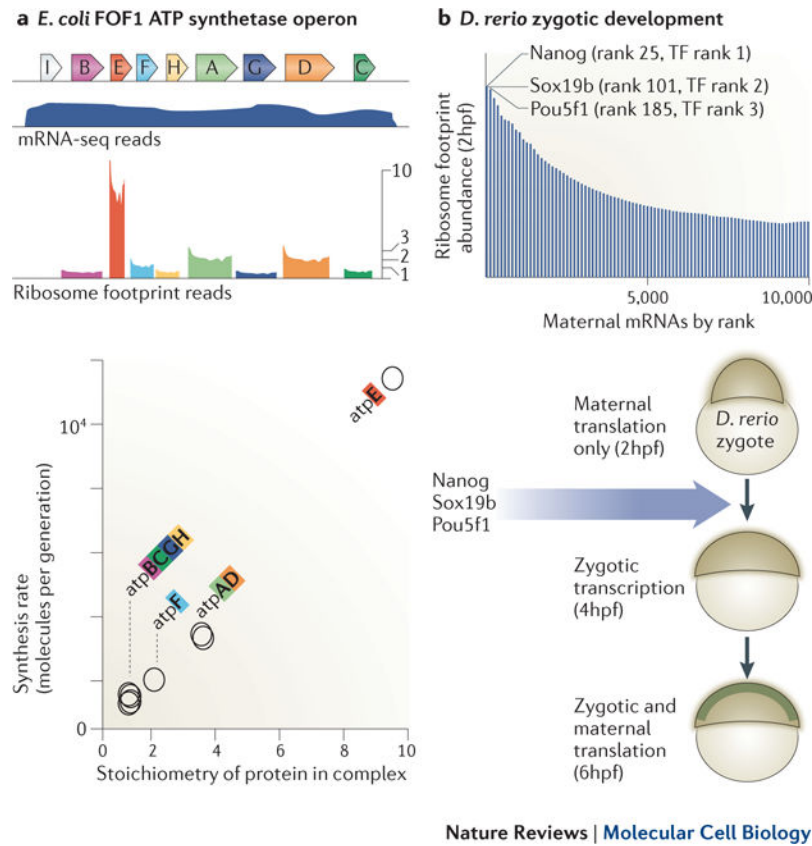 a E. coli FOF1 ATP synthetase operon
I B E F H A G D C
mRNA-seq reads
10
3
2
1
Ribosome footprint reads
Synthesis rate
(molecules per generation)
10⁴
0
atpE
atpBCGH
atpF
atpAD
0 2 4 6 8 10
Stoichiometry of protein in complex
b D. rerio zygotic development
Nanog (rank 25, TF rank 1)
Sox19b (rank 101, TF rank 2)
Pou5f1 (rank 185, TF rank 3)
Ribosome footprint
abundance (2hpf)
5,000 10,000
Maternal mRNAs by rank
Maternal
translation
only (2hpf)
D. rerio
zygote
Nanog
Sox19b
Pou5f1
Zygotic
transcription
(4hpf)
Zygotic and
maternal
translation
(6hpf)
Nature Reviews | Molecular Cell Biology